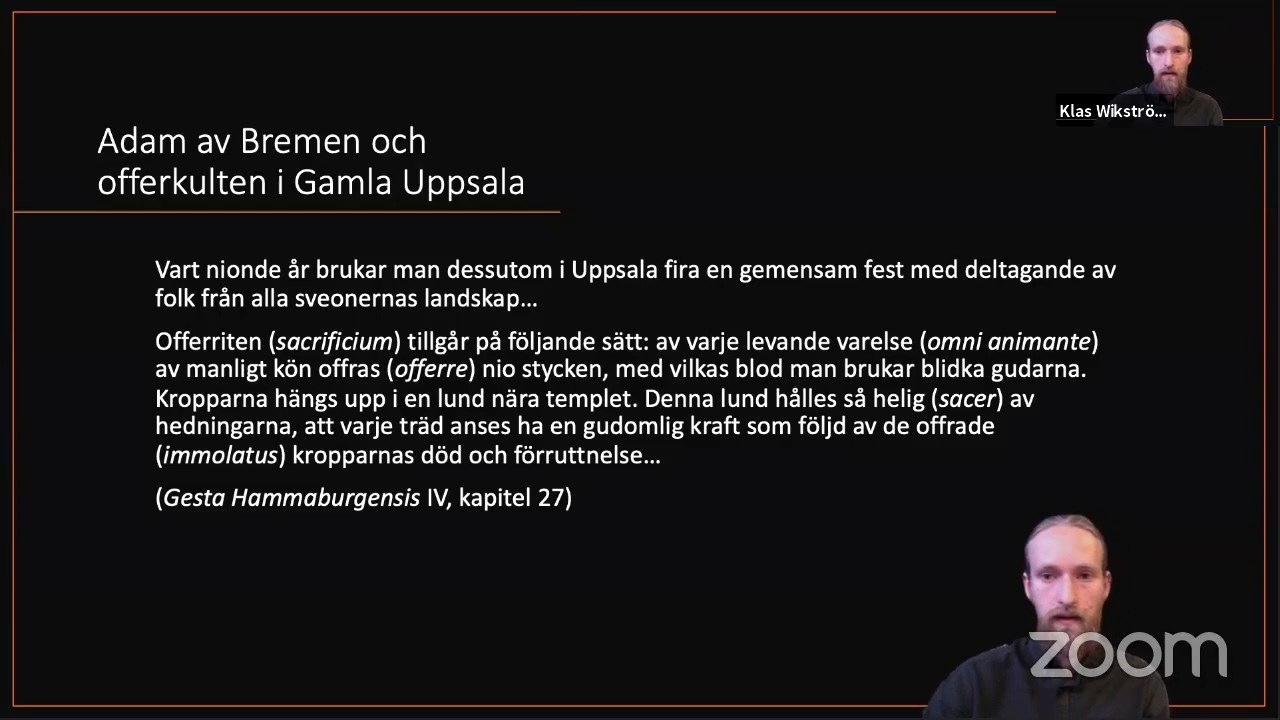 Klas Wikströ...
Adam av Bremen och
offerkulten i Gamla Uppsala
Vart nionde år brukar man dessutom i Uppsala fira en gemensam fest med deltagande av
folk från alla sveonernas landskap…
Offerriten (sacrificium) tillgår på följande sätt: av varje levande varelse (omni animante)
av manligt kön offras (offerre) nio stycken, med vilkas blod man brukar blidka gudarna.
Kropparna hängs upp i en lund nära templet. Denna lund hålles så helig (sacer) av
hedningarna, att varje träd anses ha en gudomlig kraft som följd av de offrade
(immolatus) kropparnas död och förruttnelse…
(Gesta Hammaburgensis IV, kapitel 27)
zoom